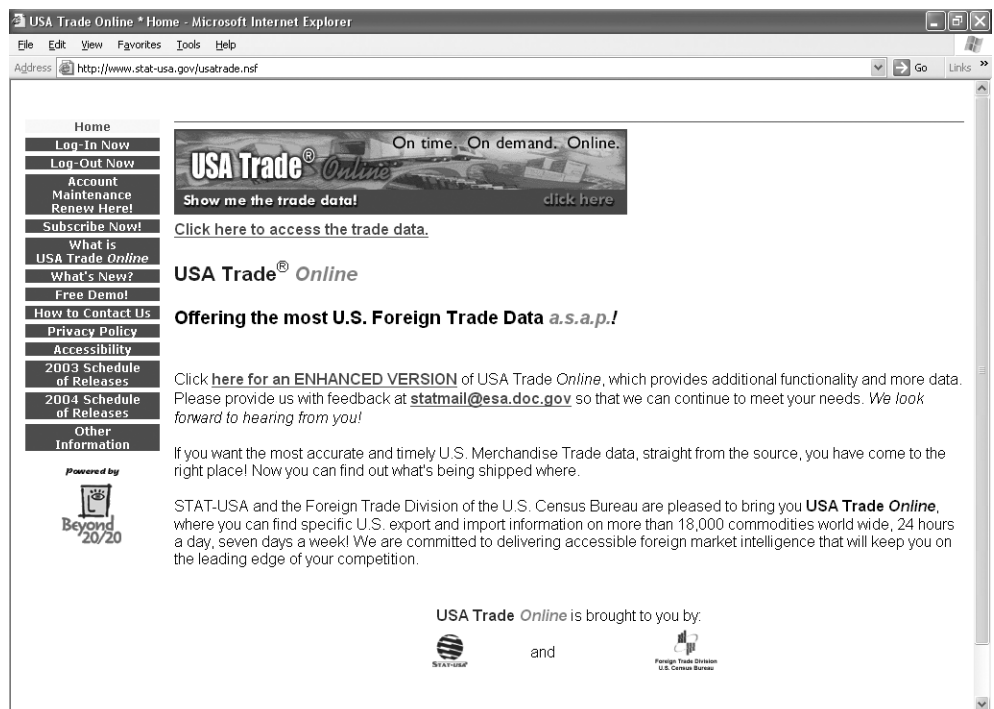 USA Trade Online * Home - Microsoft Internet Explorer
File Edit View Favorites Tools Help
Address http://www.stat-usa.gov/usatrade.nsf Go Links »
Home
Log-In Now
Log-Out Now
Account
Maintenance
Renew Here!
Subscribe Now!
What is
USA Trade Online
What's New?
Free Demo!
How to Contact Us
Privacy Policy
Accessibility
2003 Schedule
of Releases
2004 Schedule
of Releases
Other
Information
Powered by
Beyond
20/20
On time. On demand. Online.
USA Trade® Online
Show me the trade data! click here
Click here to access the trade data.
USA Trade® Online
Offering the most U.S. Foreign Trade Data a.s.a.p.!
Click here for an ENHANCED VERSION of USA Trade Online, which provides additional functionality and more data.
Please provide us with feedback at statmail@esa.doc.gov so that we can continue to meet your needs. We look
forward to hearing from you!
If you want the most accurate and timely U.S. Merchandise Trade data, straight from the source, you have come to the
right place! Now you can find out what's being shipped where.
STAT-USA and the Foreign Trade Division of the U.S. Census Bureau are pleased to bring you USA Trade Online,
where you can find specific U.S. export and import information on more than 18,000 commodities world wide, 24 hours
a day, seven days a week! We are committed to delivering accessible foreign market intelligence that will keep you on
the leading edge of your competition.
USA Trade Online is brought to you by:
STAT-USA® and Foreign Trade Division
U.S. Census Bureau